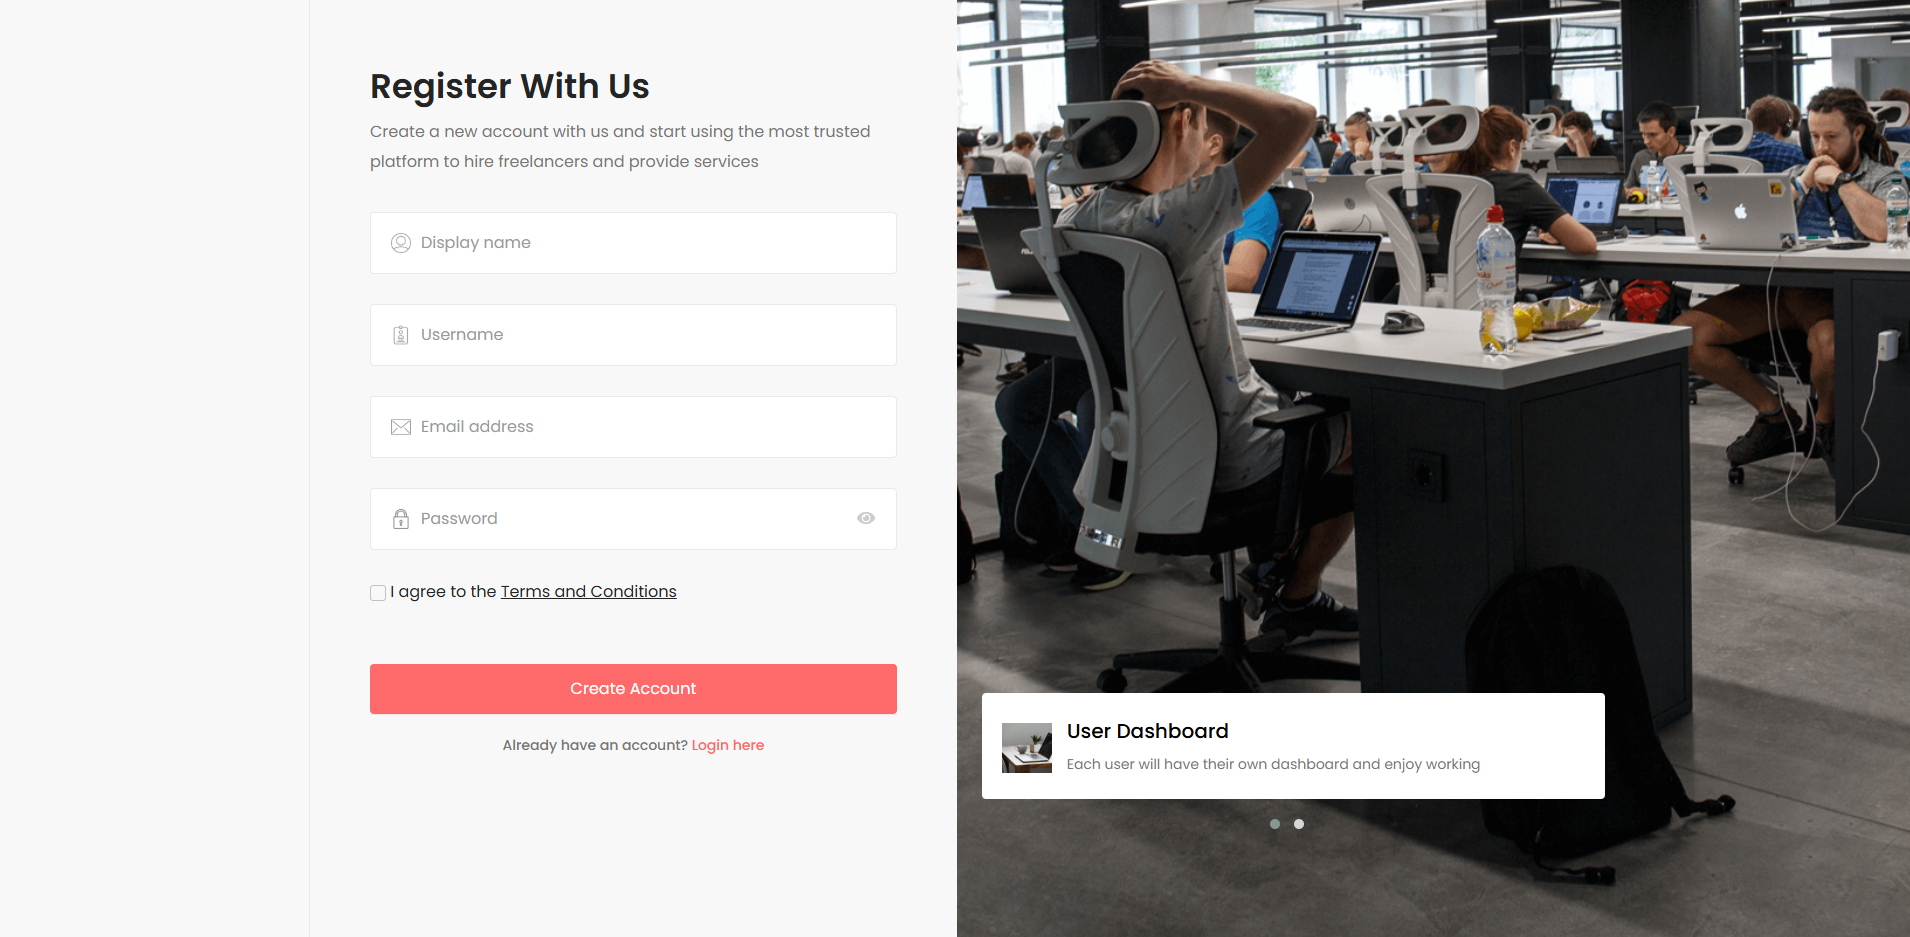 Register With Us
Create a new account with us and start using the most trusted
platform to hire freelancers and provide services
Display name
Username
Email address
Password
I agree to the Terms and Conditions
Create Account
Already have an account? Login here
User Dashboard
Each user will have their own dashboard and enjoy working